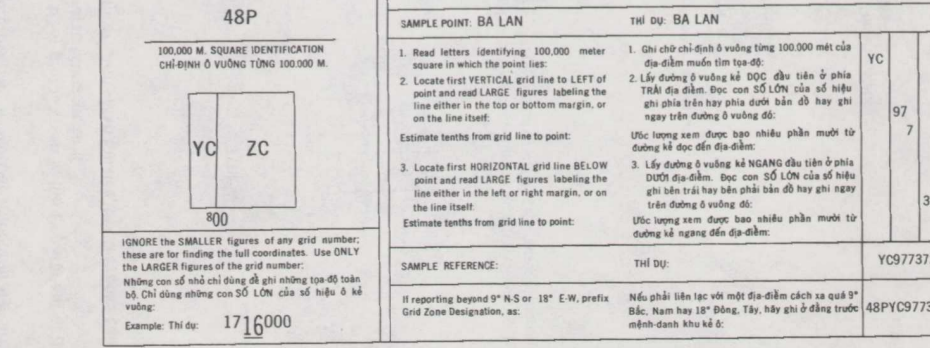 48P
100,000 M. SQUARE IDENTIFICATION
CHỈ-ĐỊNH Ô VUÔNG TỪNG 100.000 M.
YC ZC
800
IGNORE the SMALLER figures of any grid number;
these are for finding the full coordinates. Use ONLY
the LARGER figures of the grid number:
Những con số nhỏ chỉ dùng để ghi những tọa-độ toàn
bộ. Chỉ dùng những con SỐ LỚN của số hiệu ô kẻ
vuông:
Example: Thí dụ: 1716000
SAMPLE POINT: BA LAN
THÍ DỤ: BA LAN
1. Read letters identifying 100,000 meter
square in which the point lies:
2. Locate first VERTICAL grid line to LEFT of
point and read LARGE figures labeling the
line either in the top or bottom margin, or
on the line itself:
Estimate tenths from grid line to point:
3. Locate first HORIZONTAL grid line BELOW
point and read LARGE figures labeling the
line either in the left or right margin, or on
the line itself:
Estimate tenths from grid line to point:
1. Ghi chữ chỉ-định ô vuông từng 100.000 mét của
địa-điểm muốn tìm tọa-độ:
2. Lấy đường ô vuông kẻ DỌC đầu tiên ở phía
TRÁI địa điểm. Đọc con SỐ LỚN của số hiệu
ghi phía trên hay phía dưới bản đồ hay ghi
ngay trên đường ô vuông đó:
Ước lượng xem được bao nhiêu phần mười từ
đường kẻ dọc đến địa-điểm:
3. Lấy đường ô vuông kẻ NGANG đầu tiên ở phía
DƯỚI địa-điểm. Đọc con SỐ LỚN của số hiệu
ghi bên trái hay bên phải bản đồ hay ghi ngay
trên đường ô vuông đó:
Ước lượng xem được bao nhiêu phần mười từ
đường kẻ ngang đến địa-điểm:
YC
97
7
3
SAMPLE REFERENCE:
THÍ DỤ:
YC97737
If reporting beyond 9° N-S or 18° E-W, prefix
Grid Zone Designation, as:
Nếu phải liên lạc với một địa-điểm cách xa quá 9°
Bắc, Nam hay 18° Đông, Tây, hãy ghi ở đằng trước
mệnh-danh khu kẻ ô:
48PYC9773